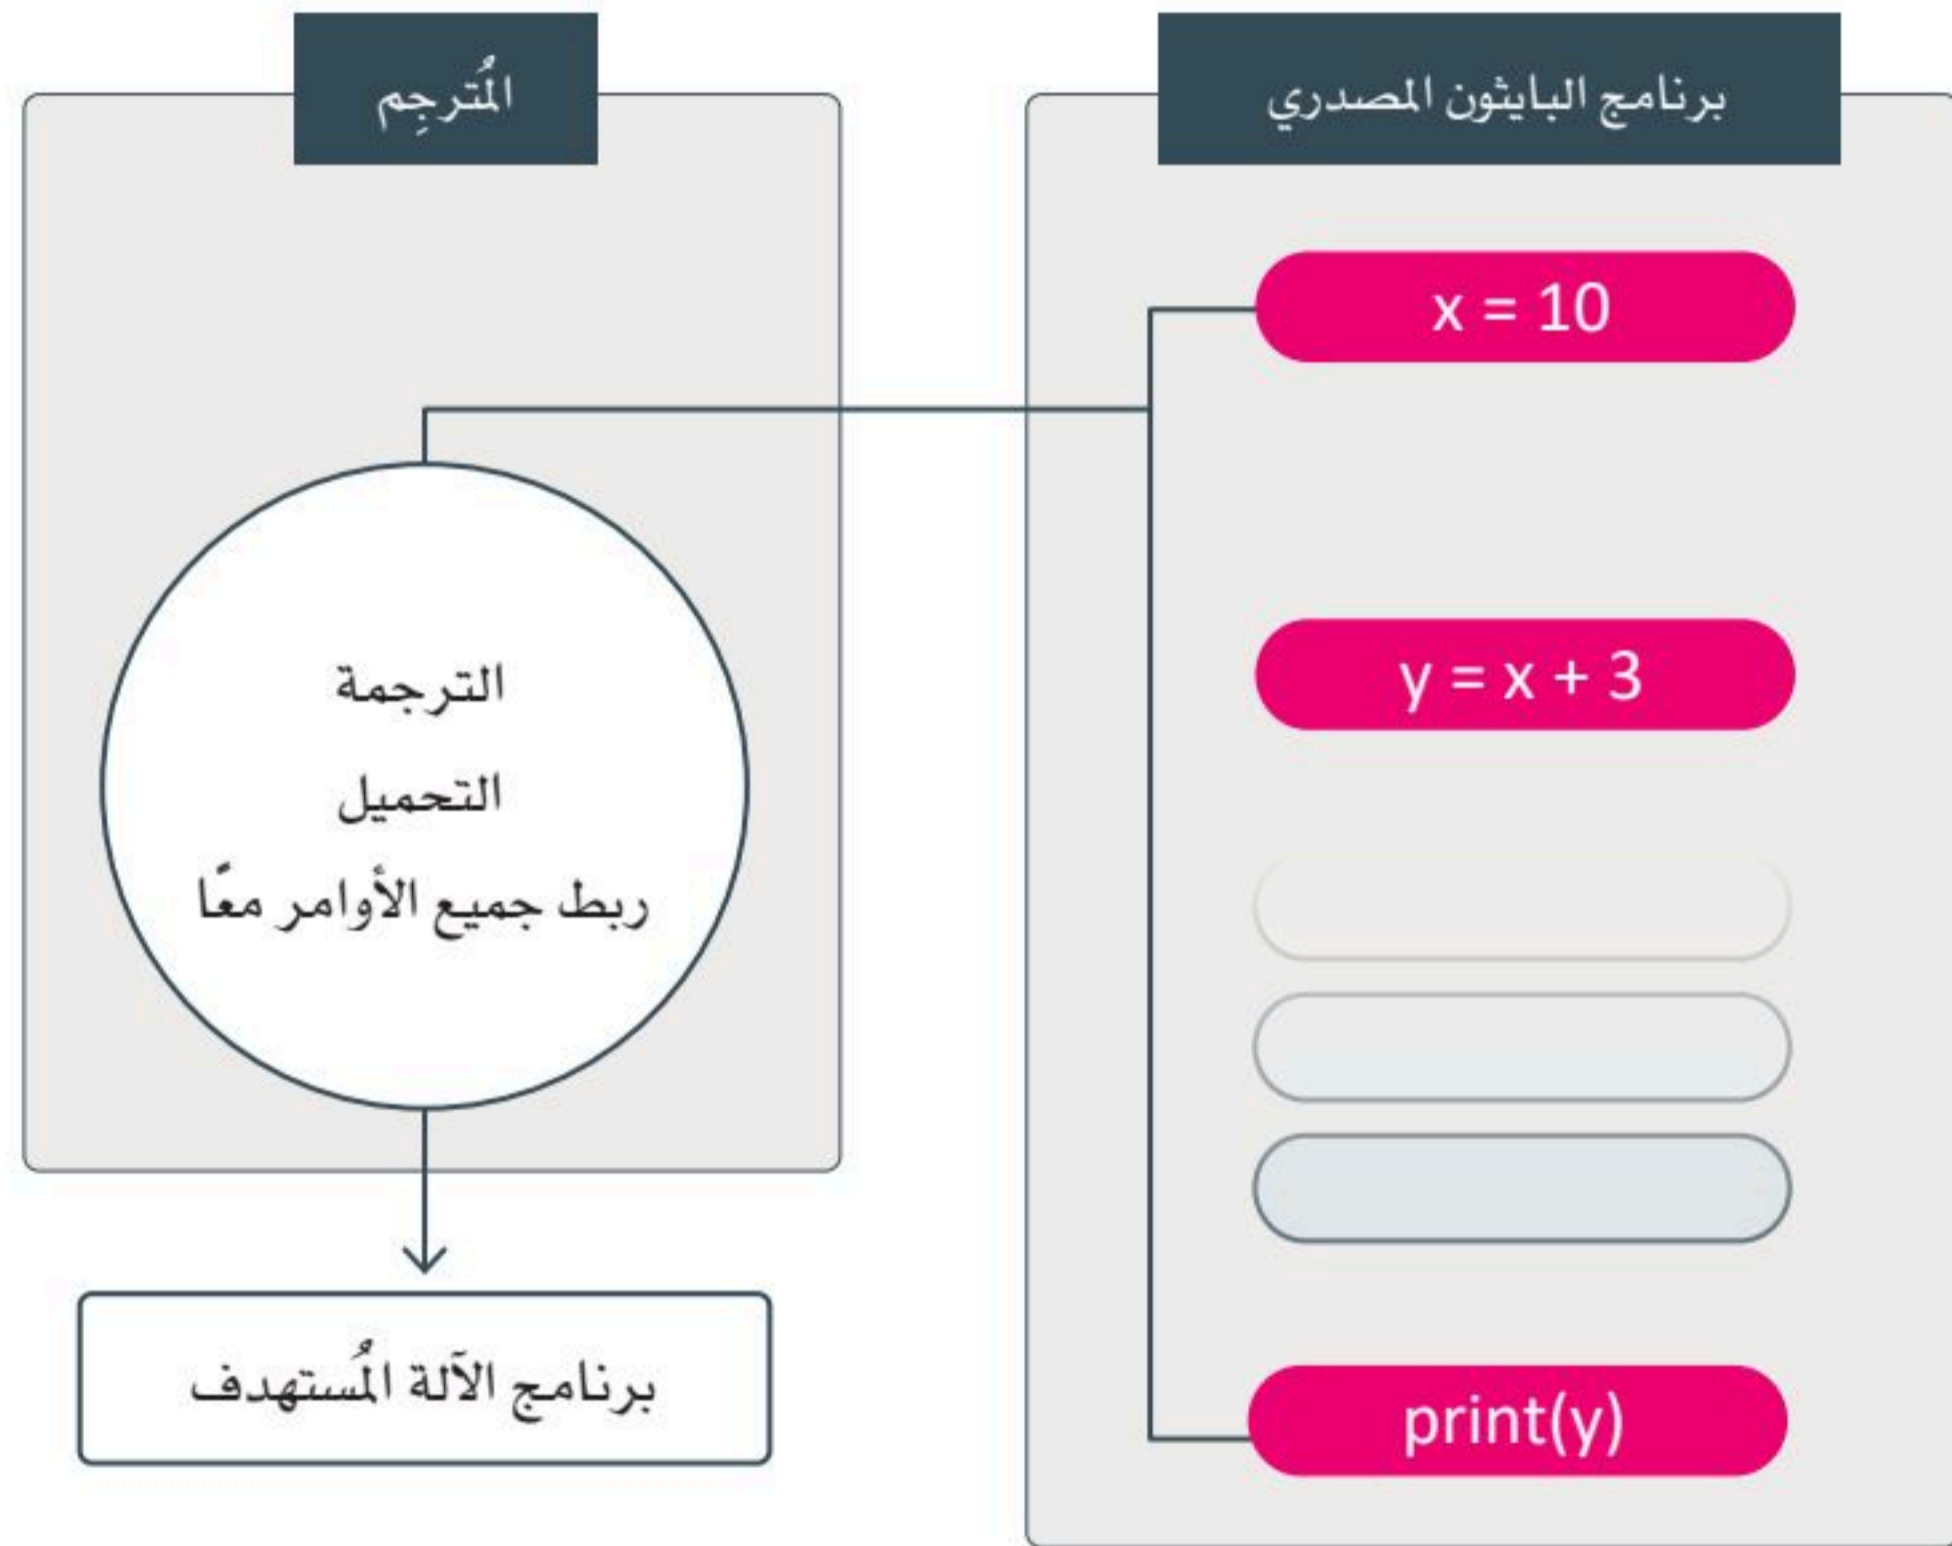 برنامج البايثون المصدري
x = 10
y = x + 3
print(y)
المُترجِم
الترجمة
التحميل
ربط جميع الأوامر معًا
برنامج الآلة المُستهدف